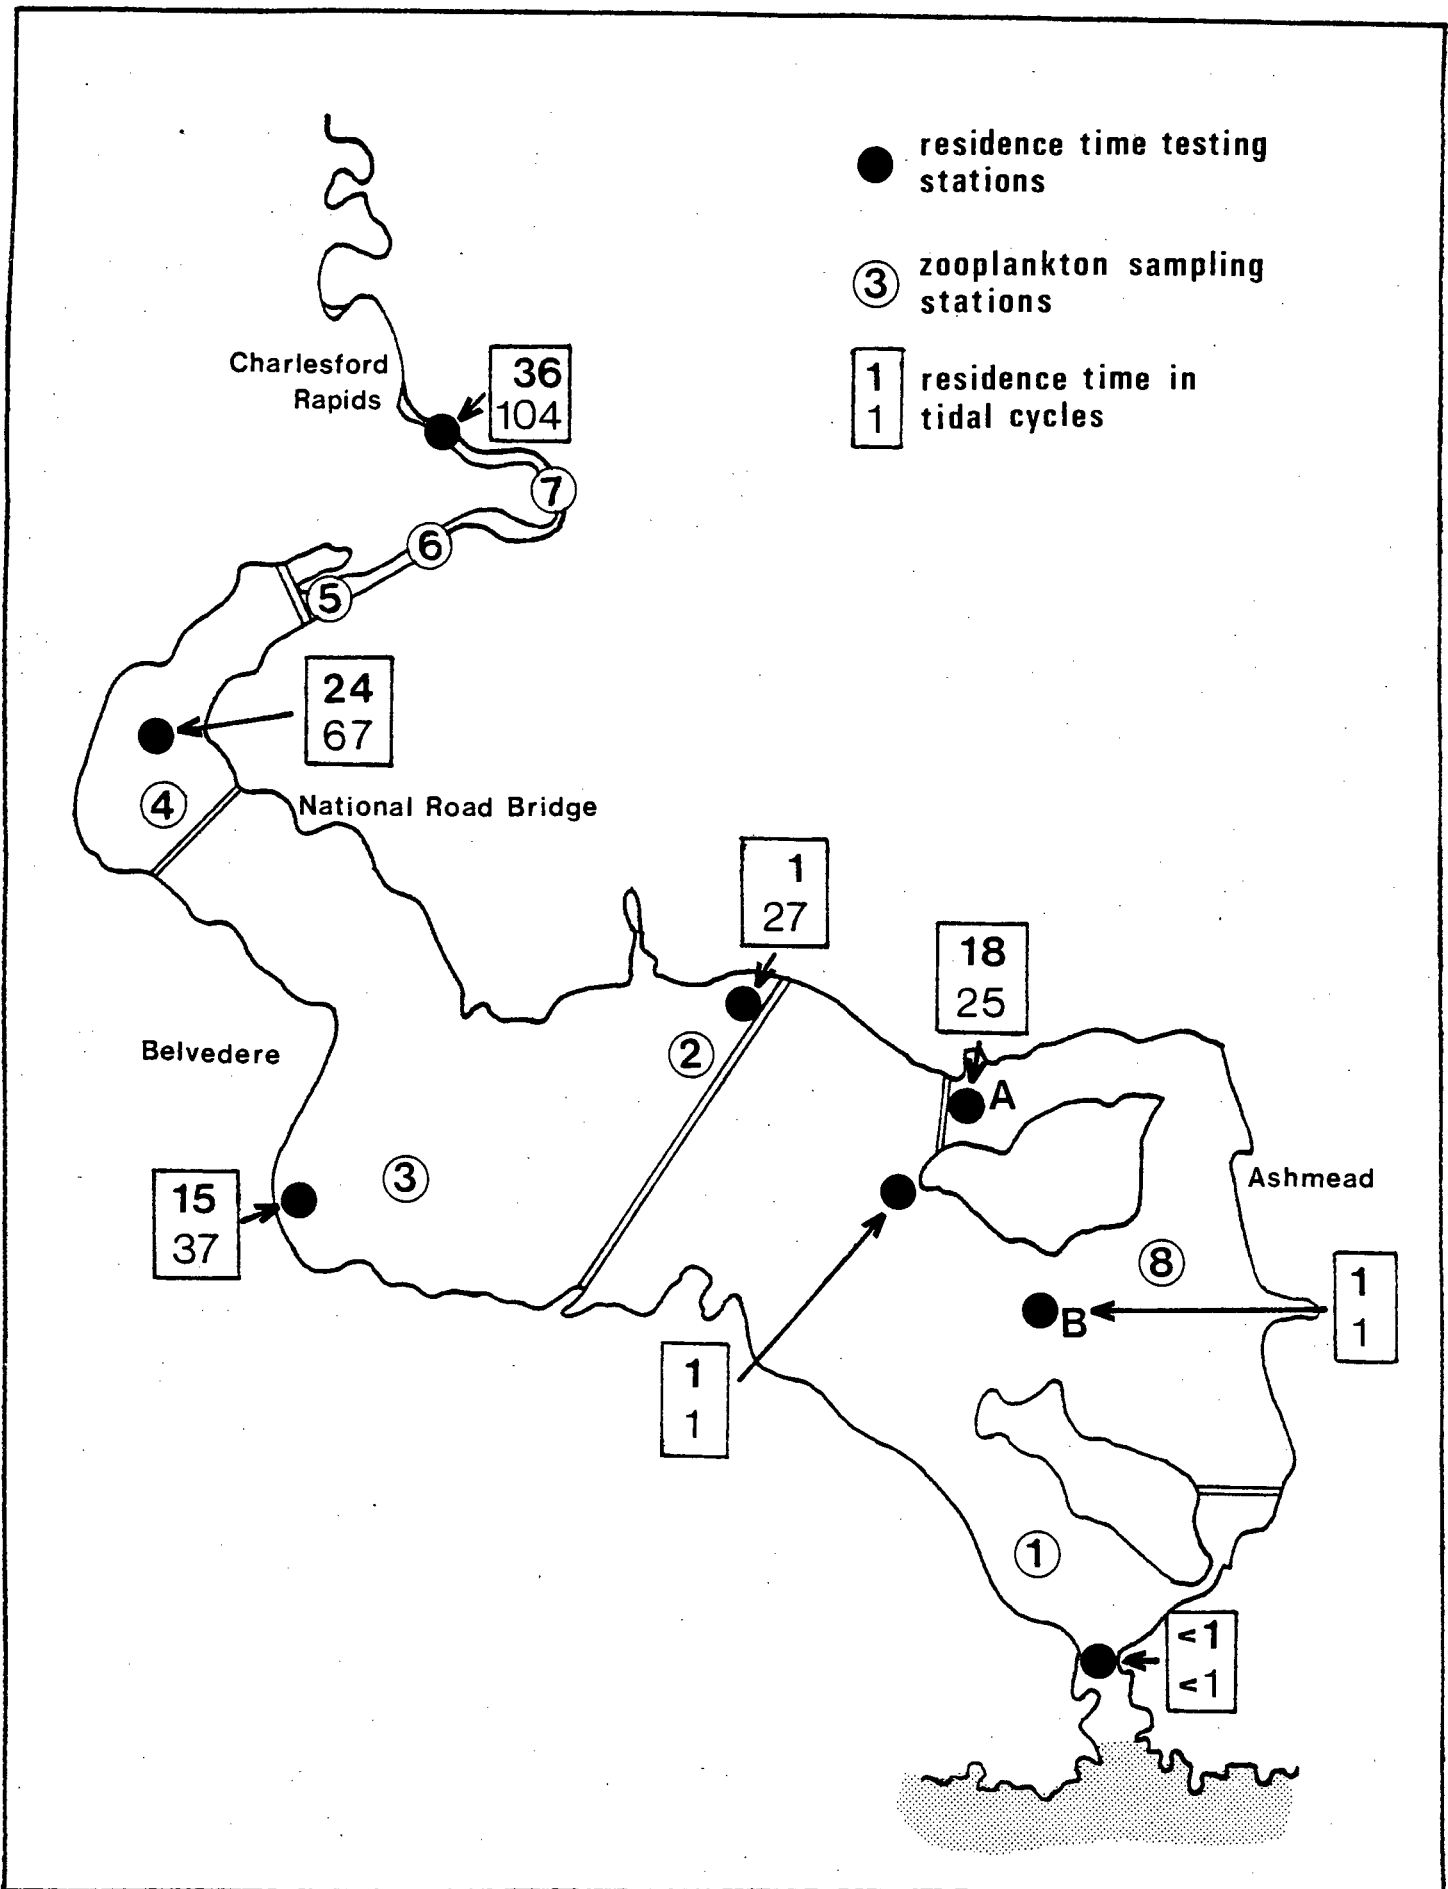 residence time testing
stations
3
zooplankton sampling
stations
1
1
residence time in
tidal cycles
Charlesford
Rapids
36
104
7
6
5
24
67
4
National Road Bridge
1
27
18
25
2
A
Belvedere
3
15
37
Ashmead
8
B
1
1
1
1
1
<1
<1